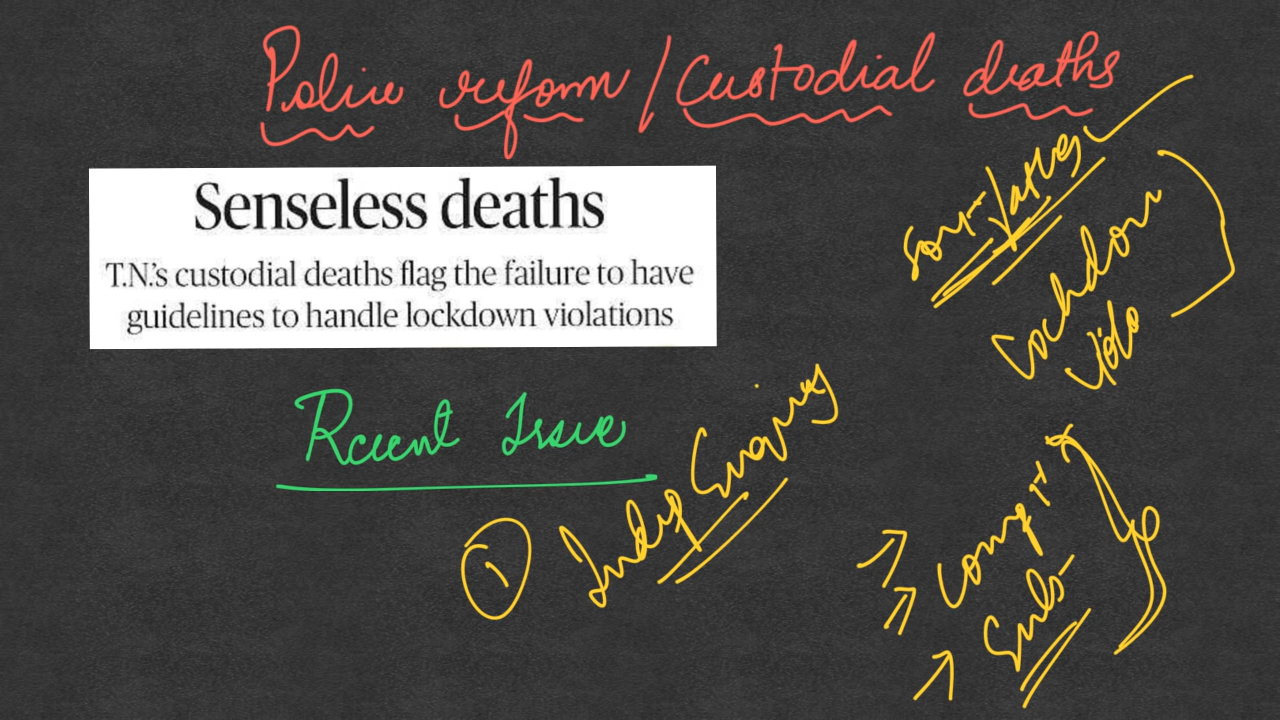 Police reform / Custodial deaths
Senseless deaths
T.N.'s custodial deaths flag the failure to have
guidelines to handle lockdown violations
Lockdown
Viola
Recent Issue
① Indep Enquiry